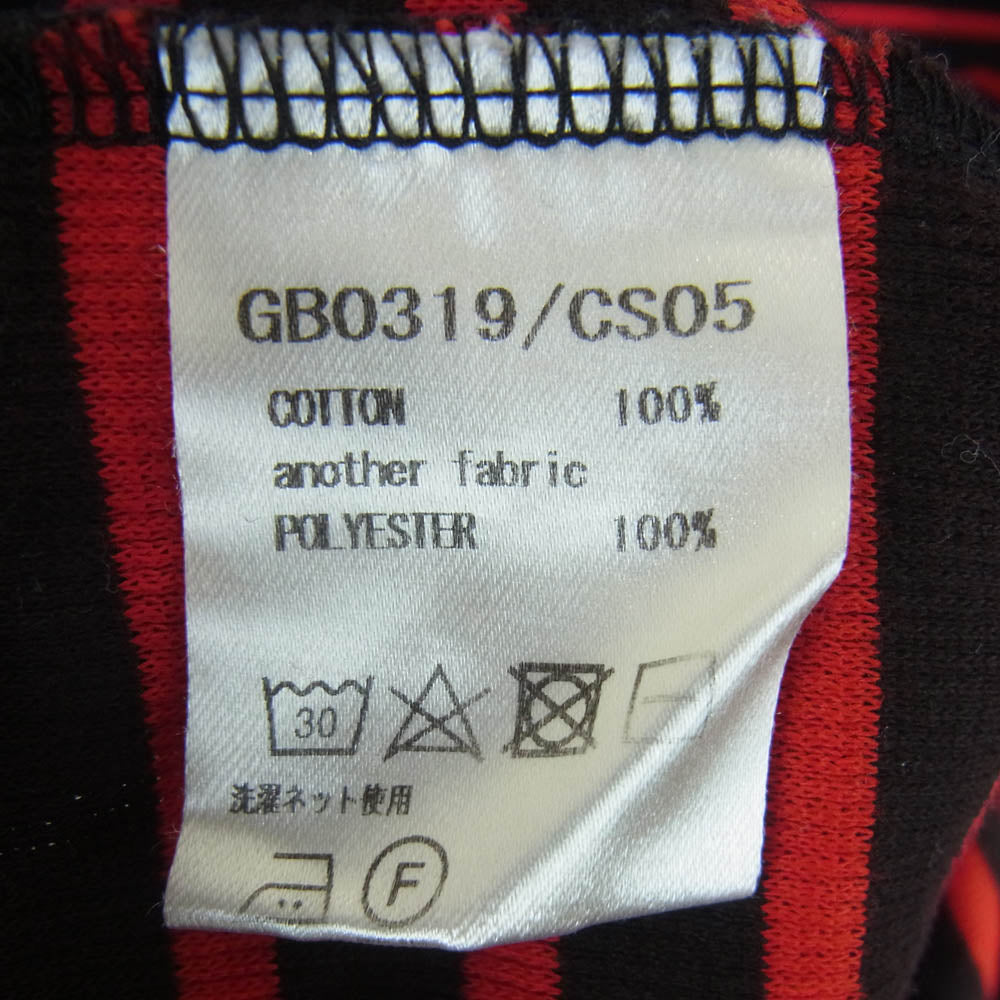 GB0319/CS05
COTTON 100%
another fabric
POLYESTER 100%
30
洗濯ネット使用
F